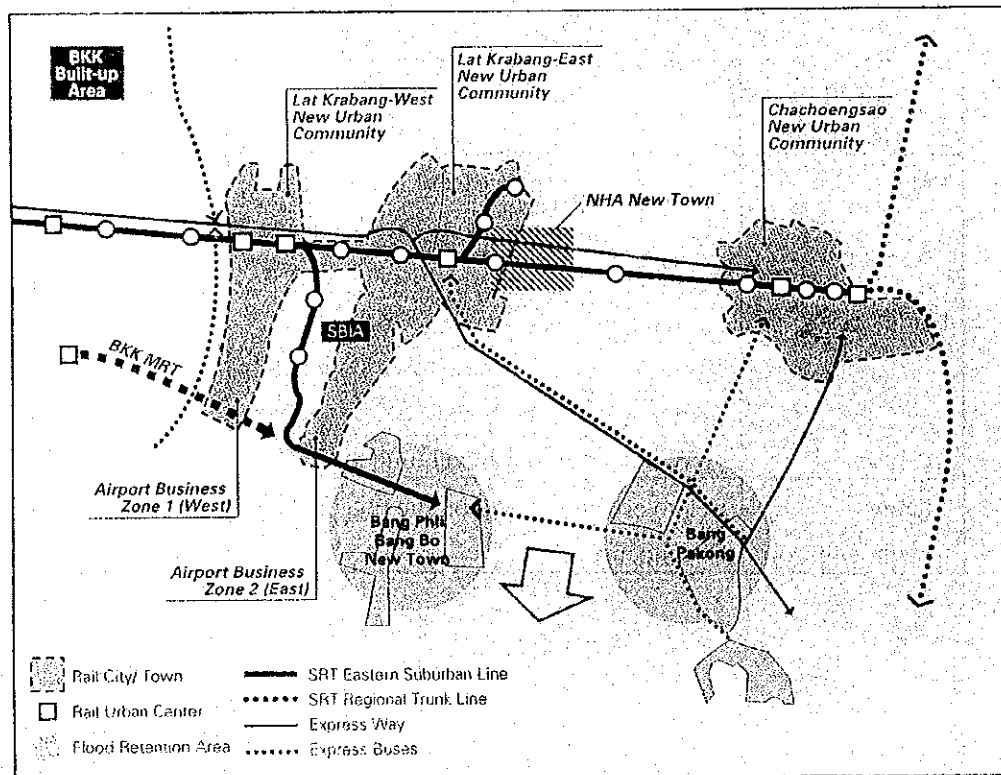 BKK
Built-up
Area
Lat Krabang-West
New Urban
Community
Lat Krabang-East
New Urban
Community
Chachoengsao
New Urban
Community
NHA New Town
SBIA
BKK MRT
Airport Business
Zone 1 (West)
Airport Business
Zone 2 (East)
Bang Phli
Bang Bo
New Town
Bang
Pakong
Rail City/ Town
Rail Urban Center
Flood Retention Area
SRT Eastern Suburban Line
SRT Regional Trunk Line
Express Way
Express Buses